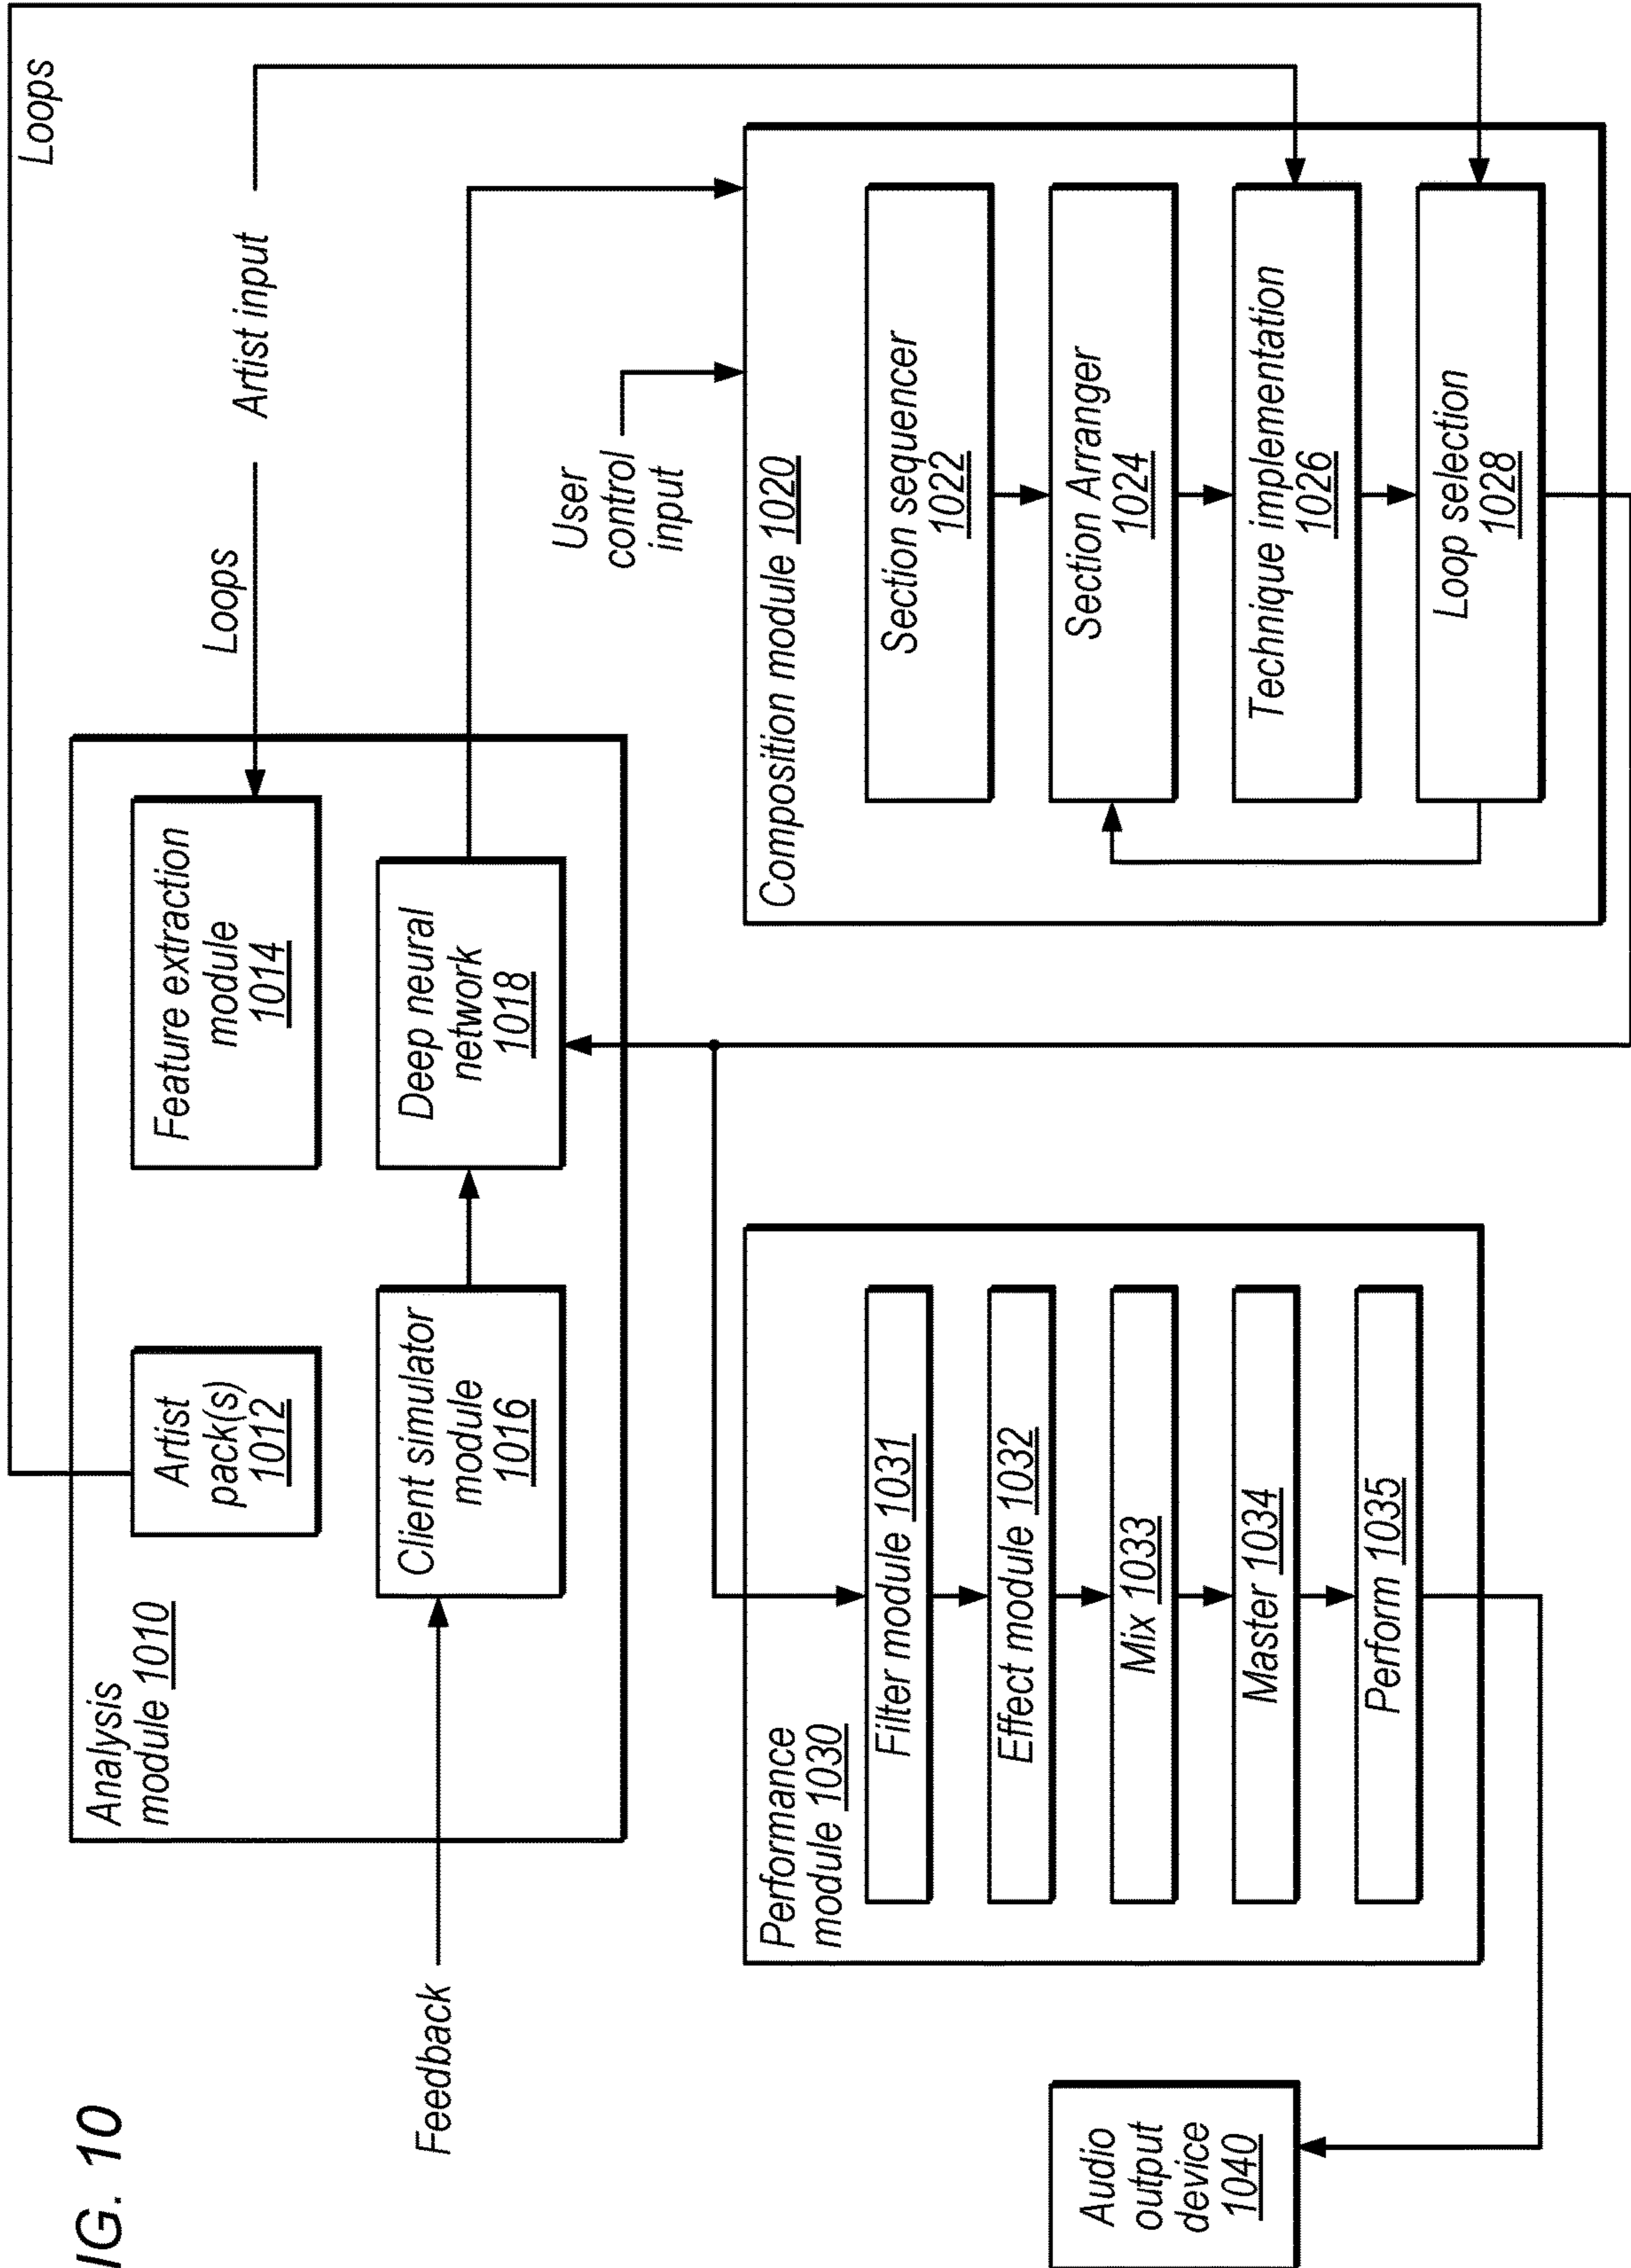 Loops
Artist input
Loops
Analysis
module 1010
Artist
pack(s)
1012
Feature extraction
module
1014
Client simulator
module
1016
Deep neural
network
1018
Feedback
User
control
input
Composition module 1020
Section sequencer
1022
Section Arranger
1024
Technique implementation
1026
Loop selection
1028
Performance
module 1030
Filter module 1031
Effect module 1032
Mix 1033
Master 1034
Perform 1035
Audio
output
device
1040
IG. 10